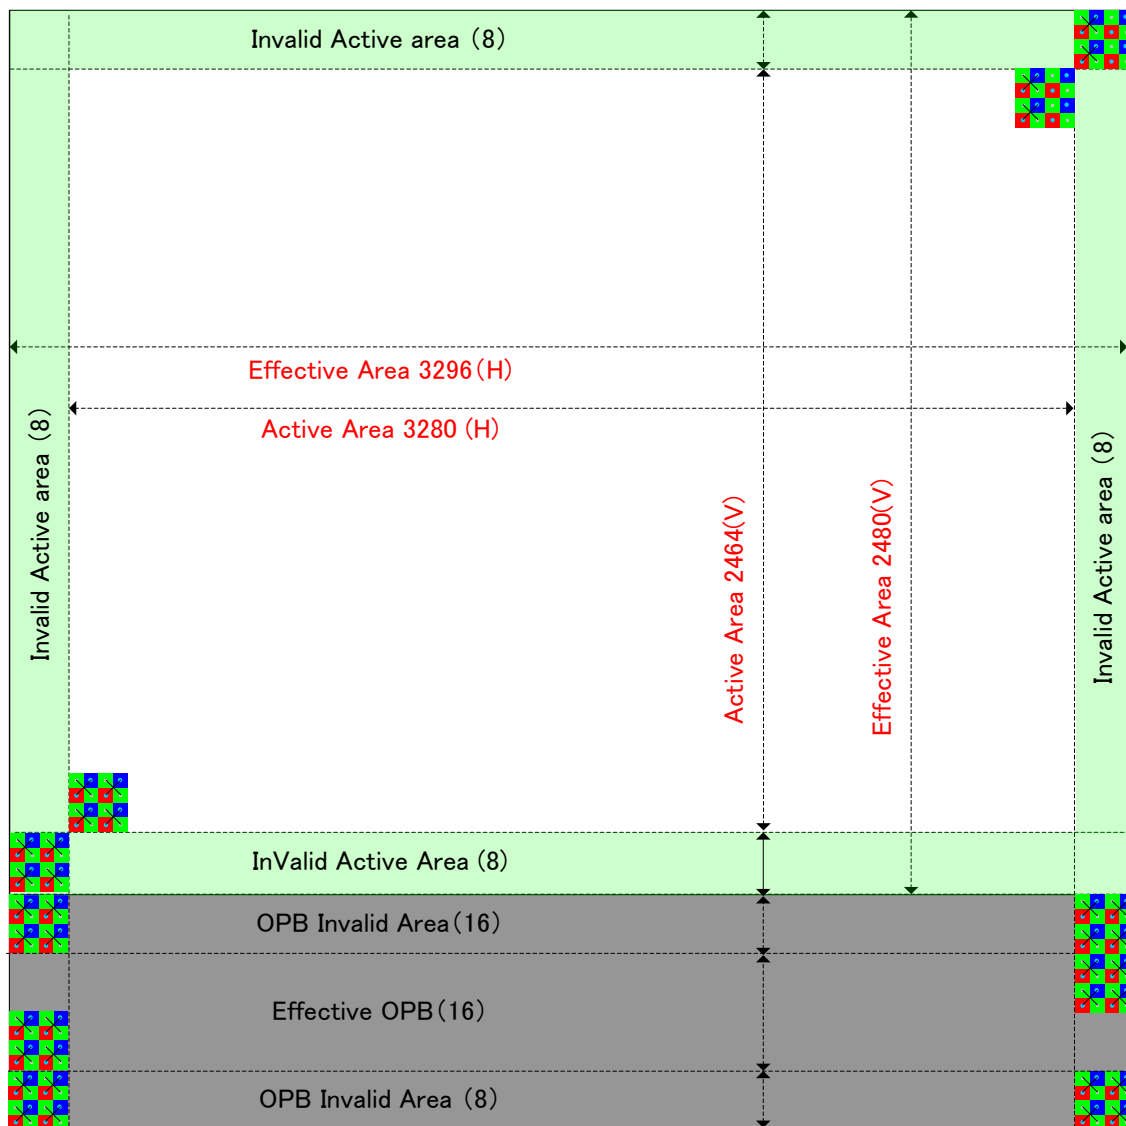 Invalid Active area (8)
Effective Area 3296(H)
Active Area 3280 (H)
Invalid Active area (8)
Active Area 2464(V)
Effective Area 2480(V)
Invalid Active area (8)
InValid Active Area (8)
OPB Invalid Area(16)
Effective OPB(16)
OPB Invalid Area (8)